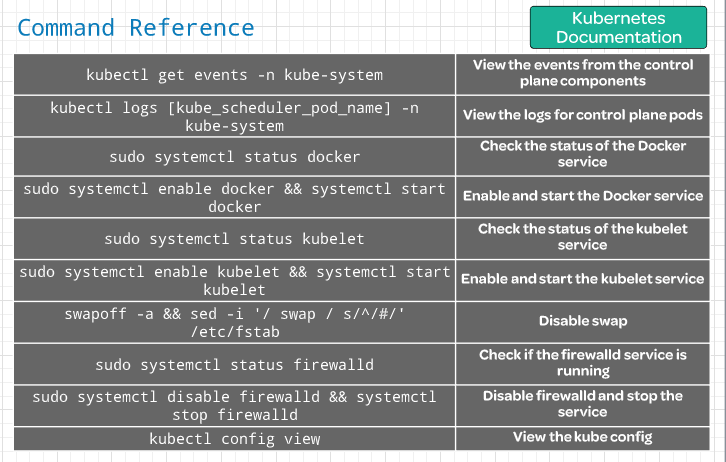 Command Reference
Kubernetes
Documentation
kubectl get events -n kube-system
View the events from the control
plane components
kubectl logs [kube_scheduler_pod_name] -n
kube-system
View the logs for control plane pods
sudo systemctl status docker
Check the status of the Docker
service
sudo systemctl enable docker && systemctl start
docker
Enable and start the Docker service
sudo systemctl status kubelet
Check the status of the kubelet
service
sudo systemctl enable kubelet && systemctl start
kubelet
Enable and start the kubelet service
swapoff -a && sed -i '/ swap / s/^/#/'
/etc/fstab
Disable swap
sudo systemctl status firewalld
Check if the firewalld service is
running
sudo systemctl disable firewalld && systemctl
stop firewalld
Disable firewalld and stop the
service
kubectl config view
View the kube config